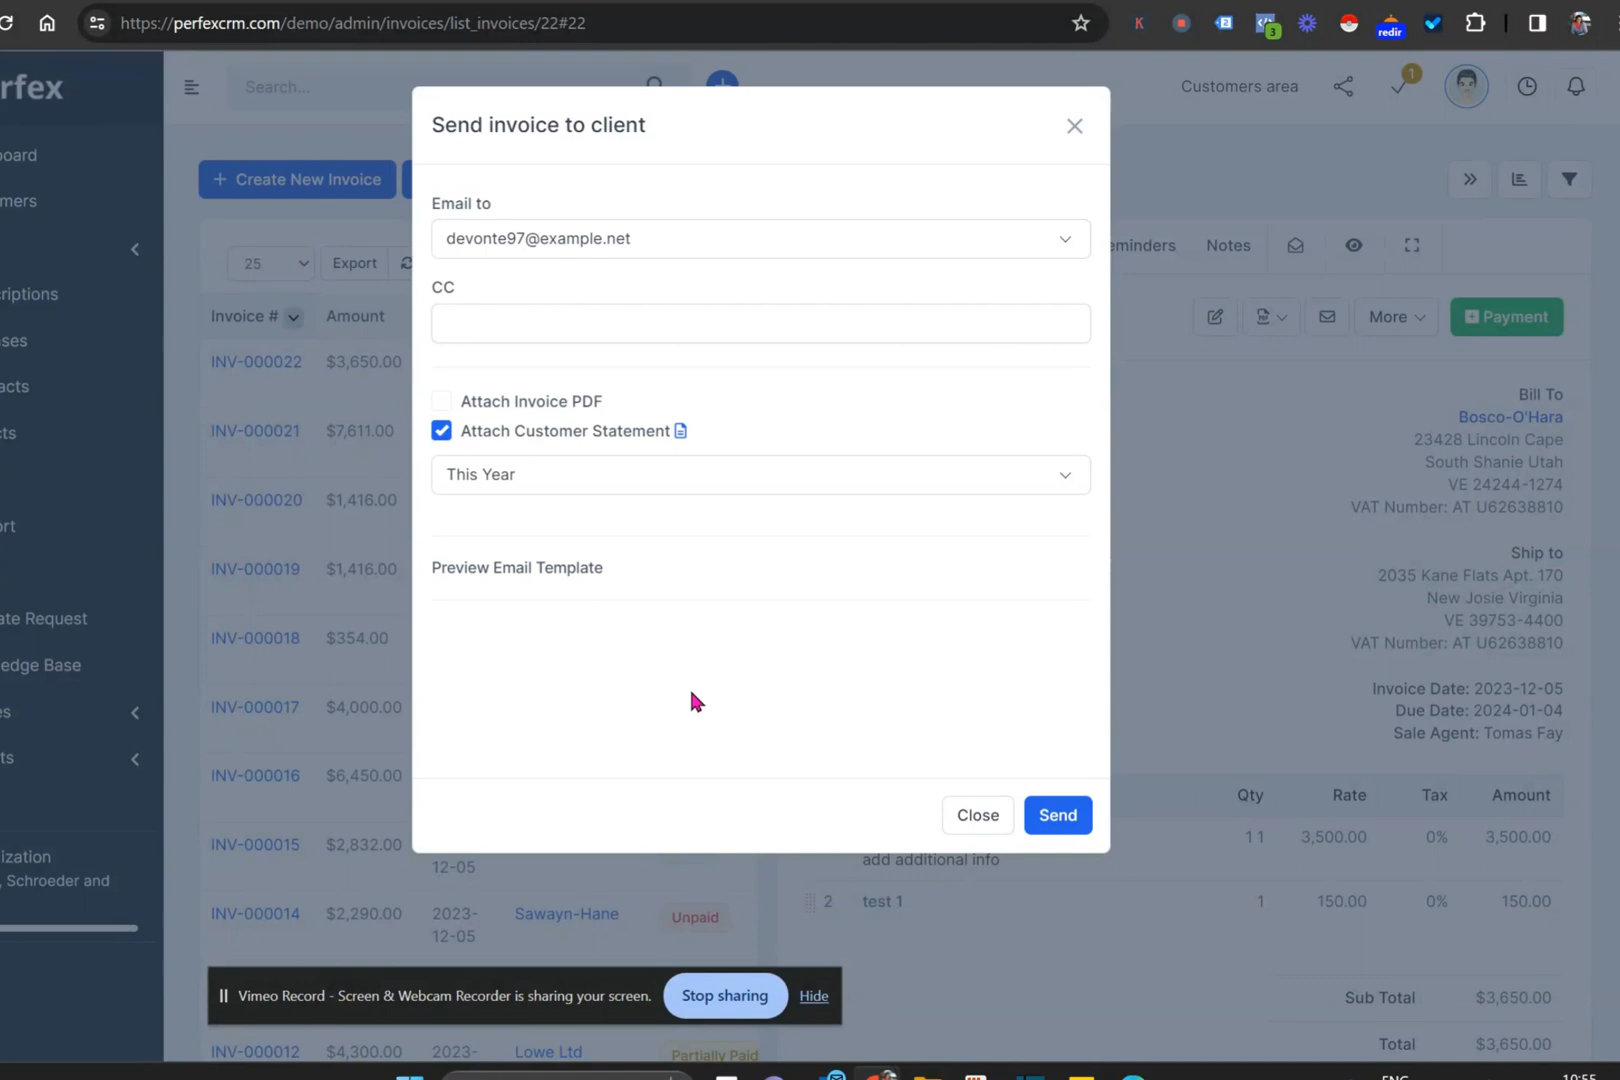 https://perfexcrm.com/demo/admin/invoices/list_invoices/22#22
K
2
3
redir
rfex
Search...
Customers area
1
Send invoice to client
Email to
devonte97@example.net
CC
Attach Invoice PDF
Attach Customer Statement
This Year
Preview Email Template
Close
Send
oard
mers
riptions
ses
acts
cts
ort
ate Request
edge Base
es
ts
ization
, Schroeder and
Create New Invoice
25
Export
Invoice #
Amount
INV-000022 $3,650.00
INV-000021 $7,611.00
INV-000020 $1,416.00
INV-000019 $1,416.00
INV-000018 $354.00
INV-000017 $4,000.00
INV-000016 $6,450.00
INV-000015 $2,832.00
12-05
INV-000014 $2,290.00 2023-
12-05
Sawayn-Hane
Unpaid
Vimeo Record - Screen & Webcam Recorder is sharing your screen.
Stop sharing
Hide
INV-000012 $4,300.00 2023-
Lowe Ltd
Partially Paid
eminders
Notes
PDF
More
Payment
Bill To
Bosco-O'Hara
23428 Lincoln Cape
South Shanie Utah
VE 24244-1274
VAT Number: AT U62638810
Ship to
2035 Kane Flats Apt. 170
New Josie Virginia
VE 39753-4400
VAT Number: AT U62638810
Invoice Date: 2023-12-05
Due Date: 2024-01-04
Sale Agent: Tomas Fay
Qty Rate Tax Amount
1 1 3,500.00 0% 3,500.00
add additional info
2 test 1 1 150.00 0% 150.00
Sub Total $3,650.00
Total $3,650.00
ENG
10:55